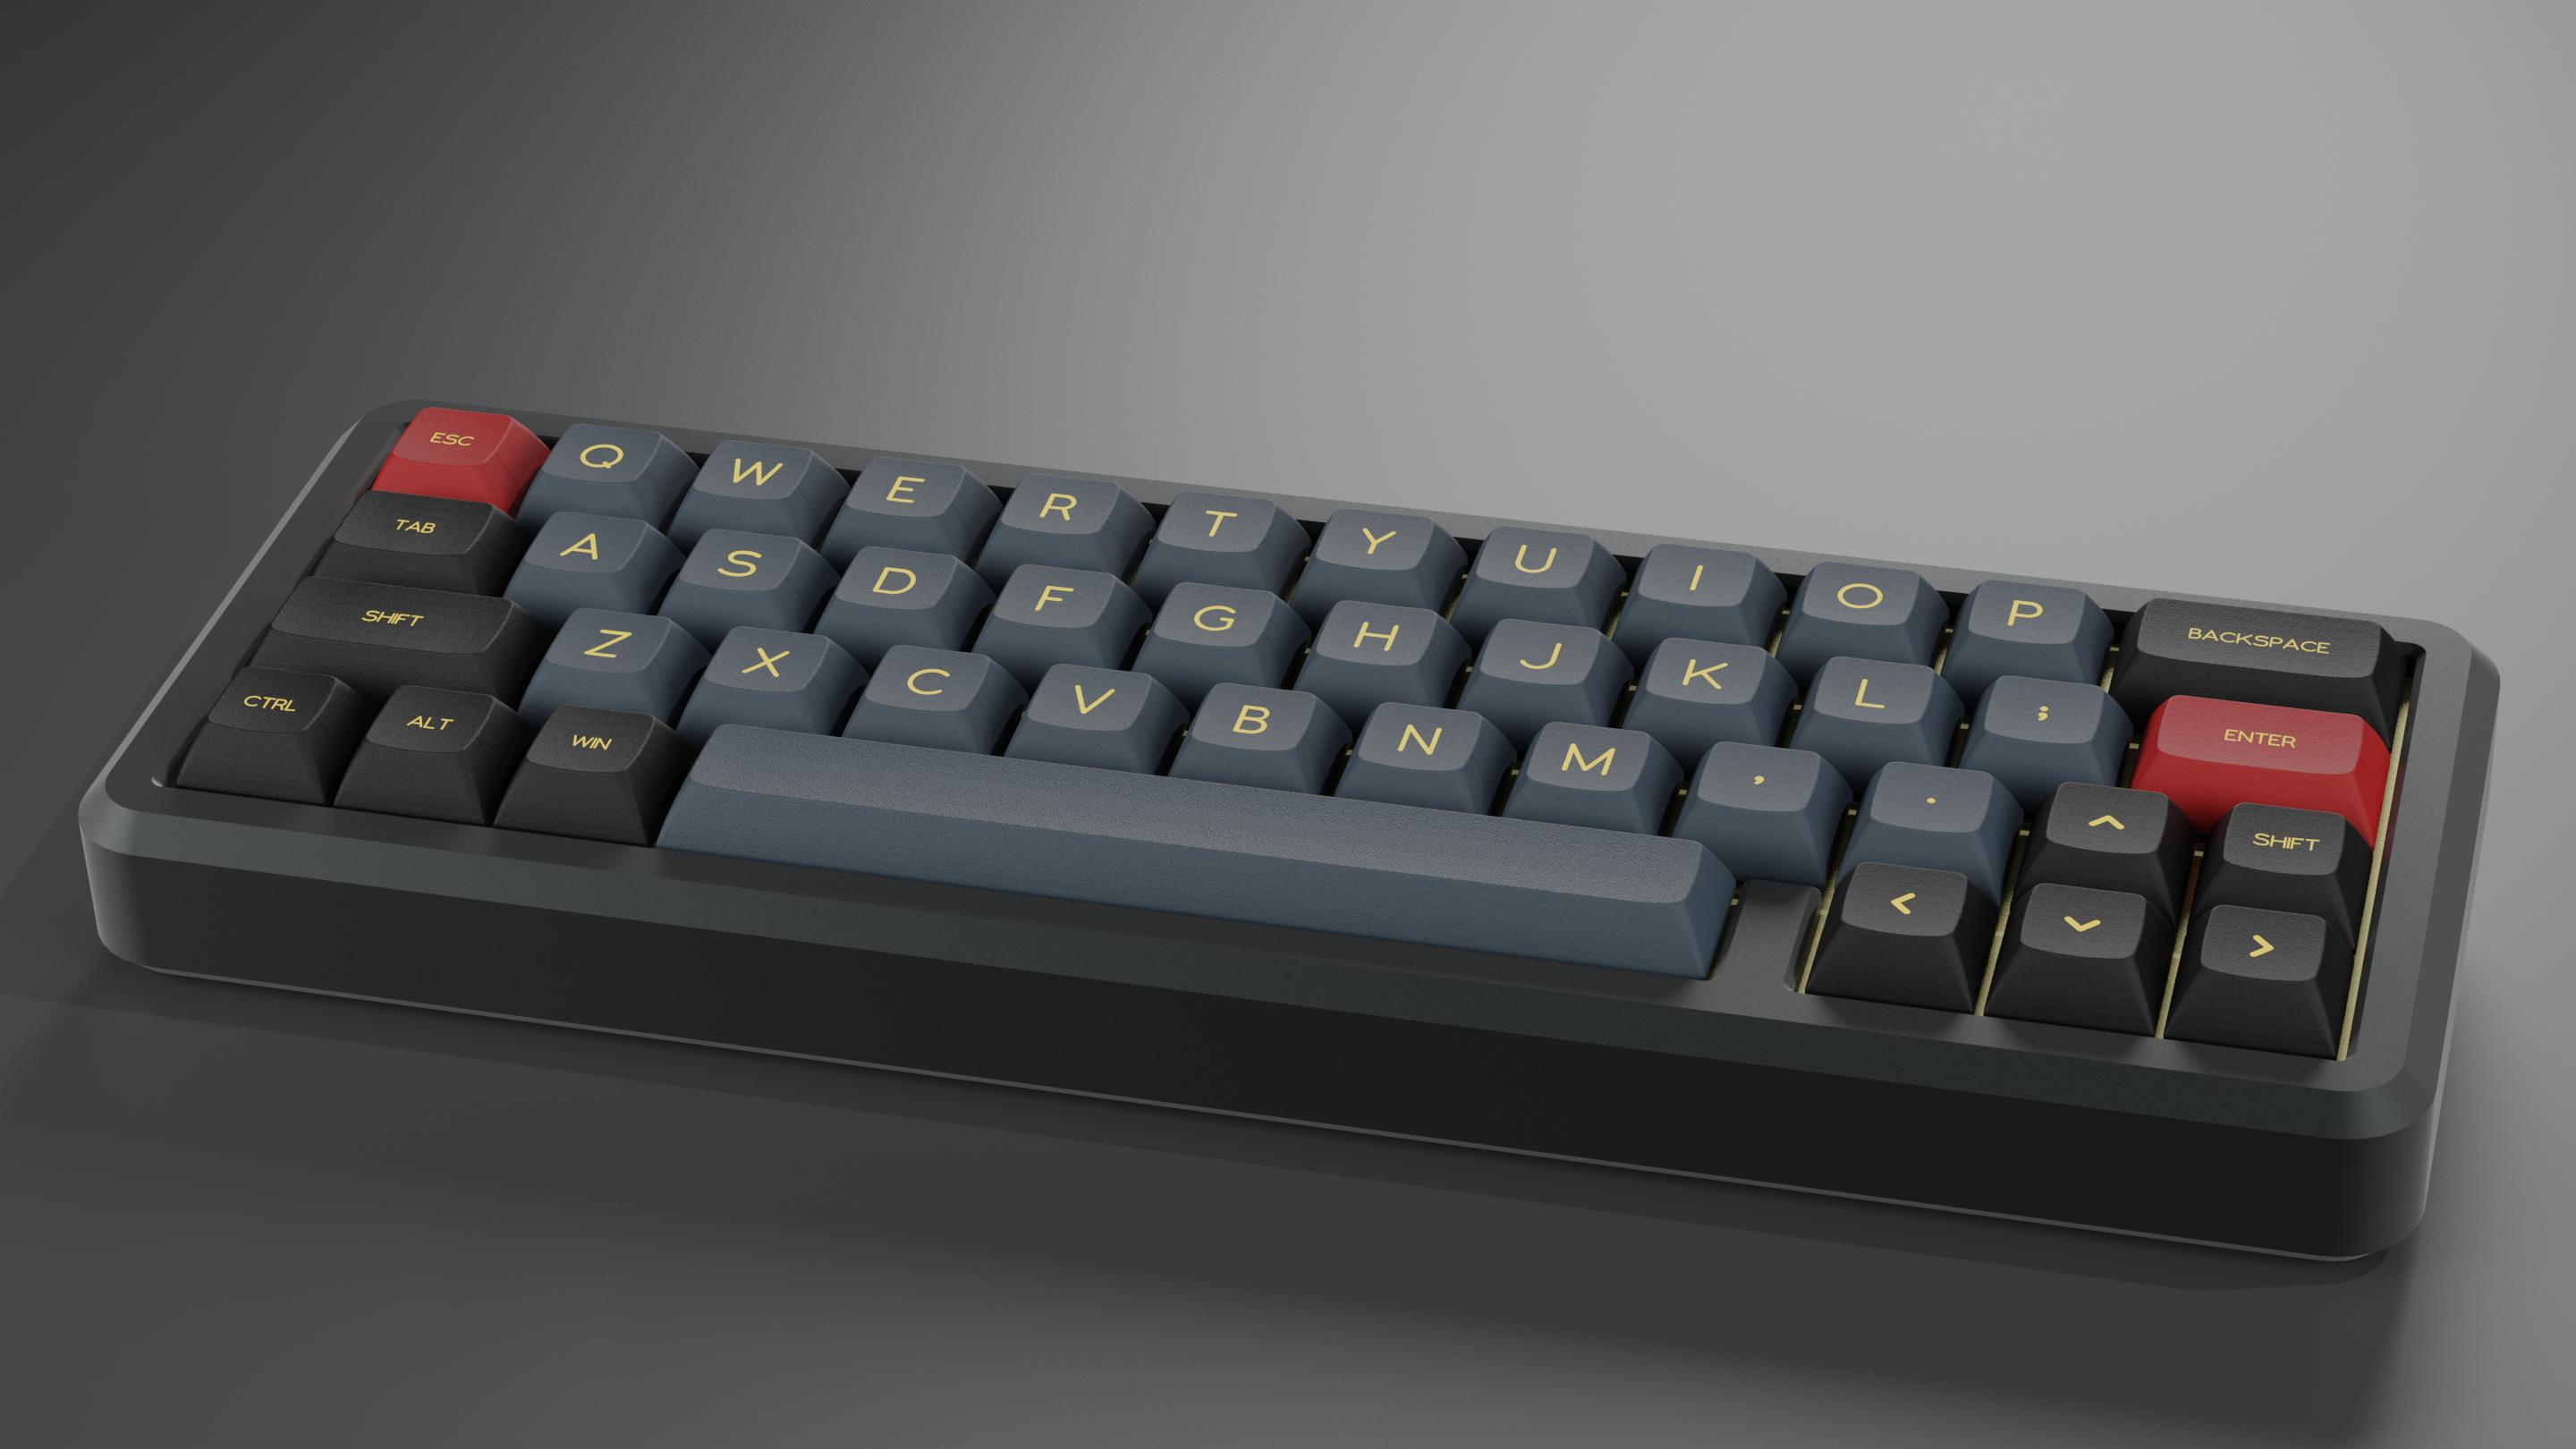 ESC Q W E R T Y U I O P BACKSPACE
TAB A S D F G H J K L ; ENTER
SHIFT Z X C V B N M , . ^ SHIFT
CTRL ALT WIN < ⌄ >